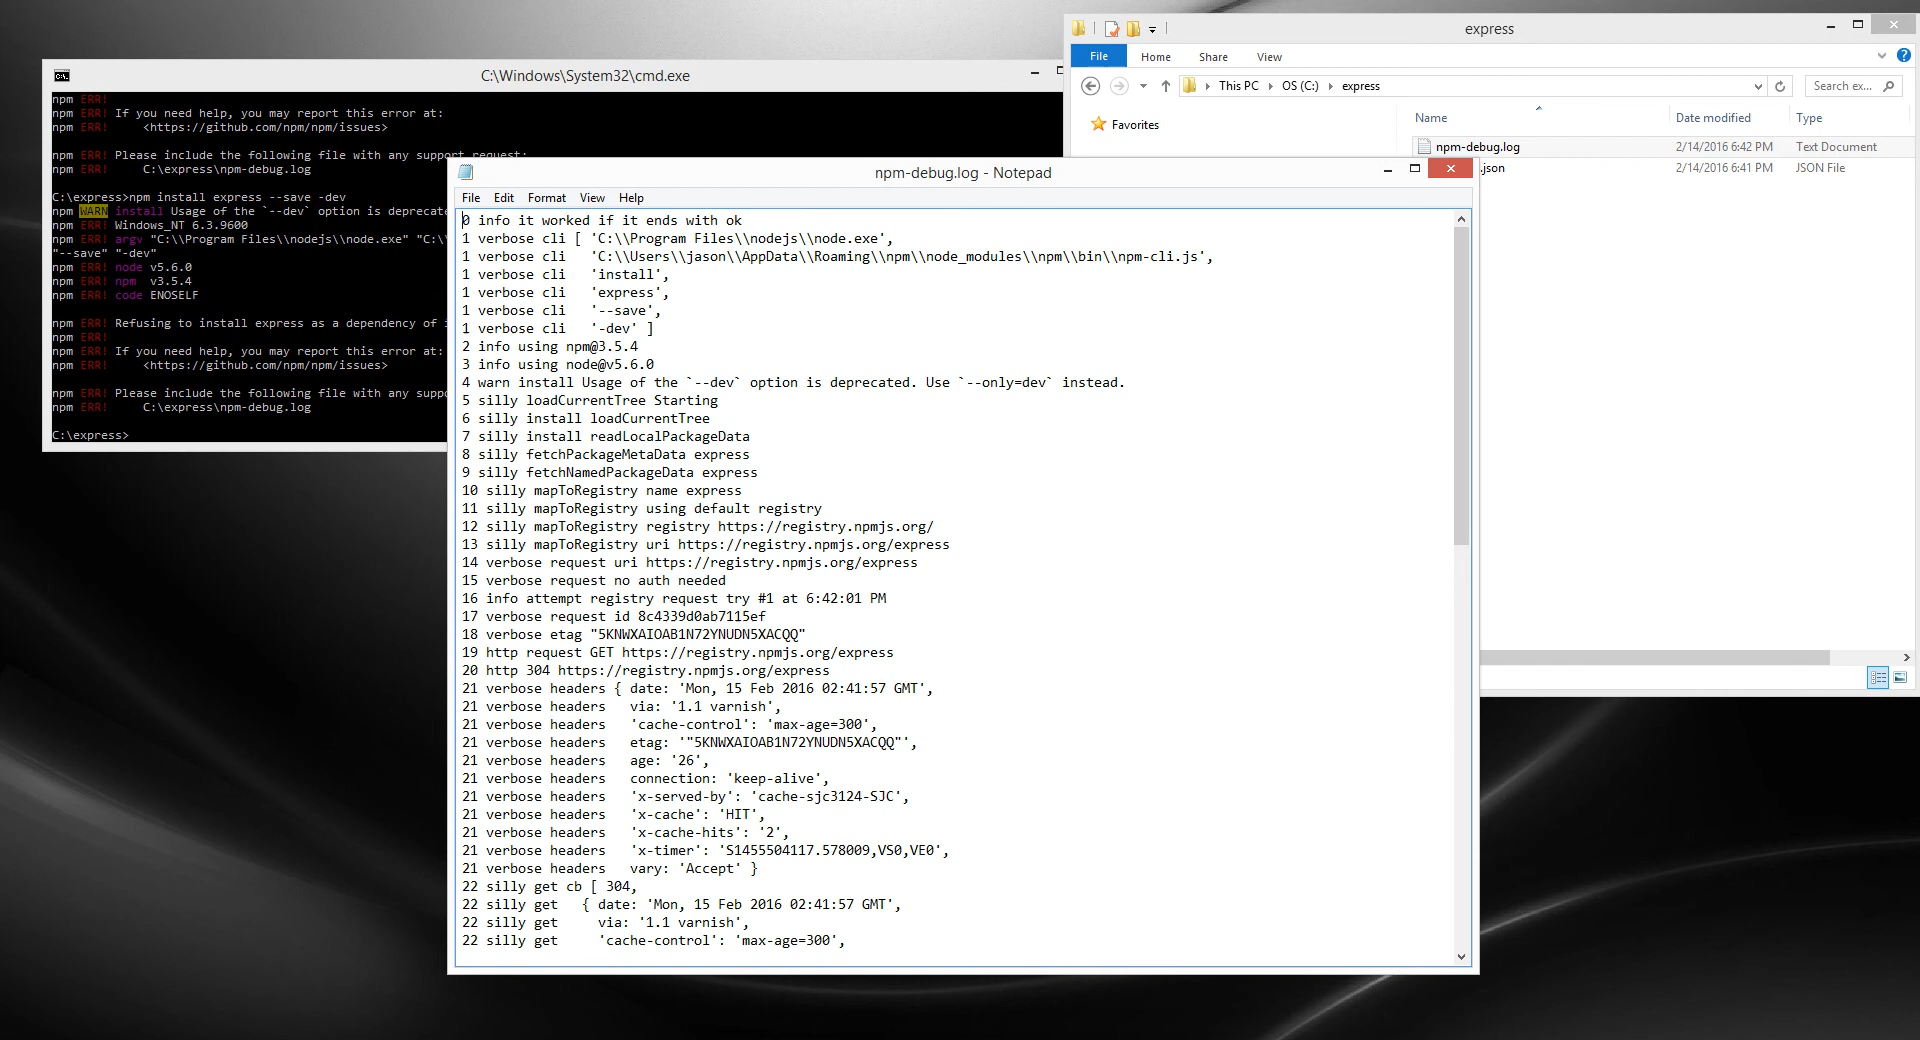 C:\Windows\System32\cmd.exe
npm ERR!
npm ERR! If you need help, you may report this error at:
npm ERR!     <https://github.com/npm/npm/issues>
npm ERR! Please include the following file with any support request:
npm ERR!     C:\express\npm-debug.log
C:\express>npm install express --save -dev
npm WARN install Usage of the `--dev` option is
npm ERR! Windows_NT 6.3.9600
npm ERR! argv "C:\\Program Files\\nodejs\\node.exe" "C:\\
"--save" "-dev"
npm ERR! node v5.6.0
npm ERR! npm  v3.5.4
npm ERR! code ENOSELF
npm ERR! Refusing to install express as a dependency of
npm ERR!
npm ERR! If you need help, you may report this error at:
npm ERR!     <https://github.com/npm/npm/issues>
npm ERR! Please include the following file with any
npm ERR!     C:\express\npm-debug.log
C:\express>
express
File Home Share View
This PC OS (C:) express
Search ex...
Favorites
Name Date modified Type
npm-debug.log 2/14/2016 6:42 PM Text Document
.json 2/14/2016 6:41 PM JSON File
npm-debug.log - Notepad
File Edit Format View Help
0 info it worked if it ends with ok
1 verbose cli [ 'C:\\Program Files\\nodejs\\node.exe',
1 verbose cli   'C:\\Users\\jason\\AppData\\Roaming\\npm\\node_modules\\npm\\bin\\npm-cli.js',
1 verbose cli   'install',
1 verbose cli   'express',
1 verbose cli   '--save',
1 verbose cli   '-dev' ]
2 info using npm@3.5.4
3 info using node@v5.6.0
4 warn install Usage of the `--dev` option is deprecated. Use `--only=dev` instead.
5 silly loadCurrentTree Starting
6 silly install loadCurrentTree
7 silly install readLocalPackageData
8 silly fetchPackageMetaData express
9 silly fetchNamedPackageData express
10 silly mapToRegistry name express
11 silly mapToRegistry using default registry
12 silly mapToRegistry registry https://registry.npmjs.org/
13 silly mapToRegistry uri https://registry.npmjs.org/express
14 verbose request uri https://registry.npmjs.org/express
15 verbose request no auth needed
16 info attempt registry request try #1 at 6:42:01 PM
17 verbose request id 8c4339d0ab7115ef
18 verbose etag "5KNWXAIOAB1N72YNUDN5XACQQ"
19 http request GET https://registry.npmjs.org/express
20 http 304 https://registry.npmjs.org/express
21 verbose headers { date: 'Mon, 15 Feb 2016 02:41:57 GMT',
21 verbose headers   via: '1.1 varnish',
21 verbose headers   'cache-control': 'max-age=300',
21 verbose headers   etag: '"5KNWXAIOAB1N72YNUDN5XACQQ"',
21 verbose headers   age: '26',
21 verbose headers   connection: 'keep-alive',
21 verbose headers   'x-served-by': 'cache-sjc3124-SJC',
21 verbose headers   'x-cache': 'HIT',
21 verbose headers   'x-cache-hits': '2',
21 verbose headers   'x-timer': 'S1455504117.578009,VS0,VE0',
21 verbose headers   vary: 'Accept' }
22 silly get cb [ 304,
22 silly get   { date: 'Mon, 15 Feb 2016 02:41:57 GMT',
22 silly get     via: '1.1 varnish',
22 silly get     'cache-control': 'max-age=300',